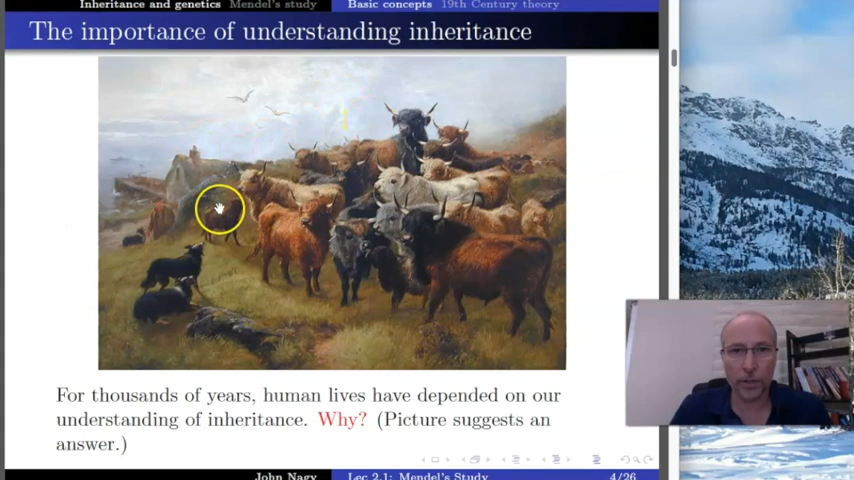 Inheritance and genetics Mendel's study Basic concepts 19th Century theory
The importance of understanding inheritance
For thousands of years, human lives have depended on our
understanding of inheritance. Why? (Picture suggests an
answer.)
John Nagy Lec 2.1: Mendel's Study 4/26